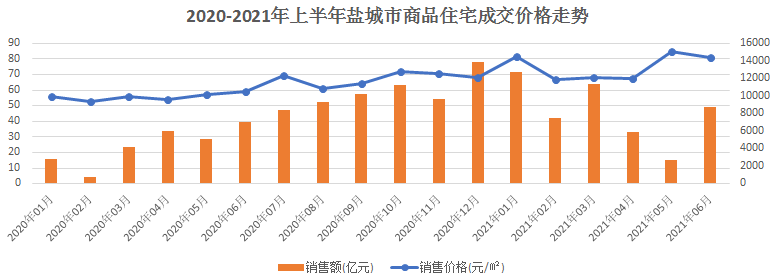 2020-2021年上半年盐城市商品住宅成交价格走势
90
80
70
60
50
40
30
20
10
0
16000
14000
12000
10000
8000
6000
4000
2000
0
2020年01月
2020年02月
2020年03月
2020年04月
2020年05月
2020年06月
2020年07月
2020年08月
2020年09月
2020年10月
2020年11月
2020年12月
2021年01月
2021年02月
2021年03月
2021年04月
2021年05月
2021年06月
销售额(亿元) 销售价格(元/㎡)